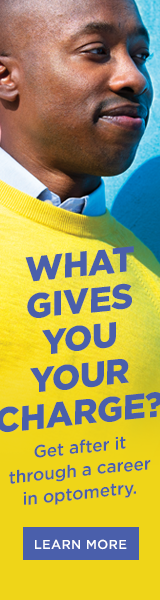 WHAT
GIVES
YOU
YOUR
CHARGE?
Get after it
through a career
in optometry.
LEARN MORE